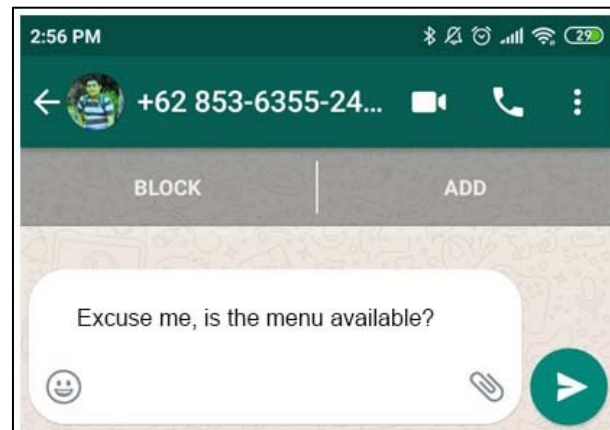 2:56 PM 29
+62 853-6355-24...
BLOCK ADD
Excuse me, is the menu available?